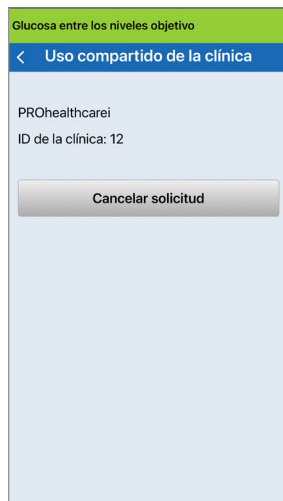 Glucosa entre los niveles objetivo
Uso compartido de la clínica
PROhealthcarei
ID de la clínica: 12
Cancelar solicitud